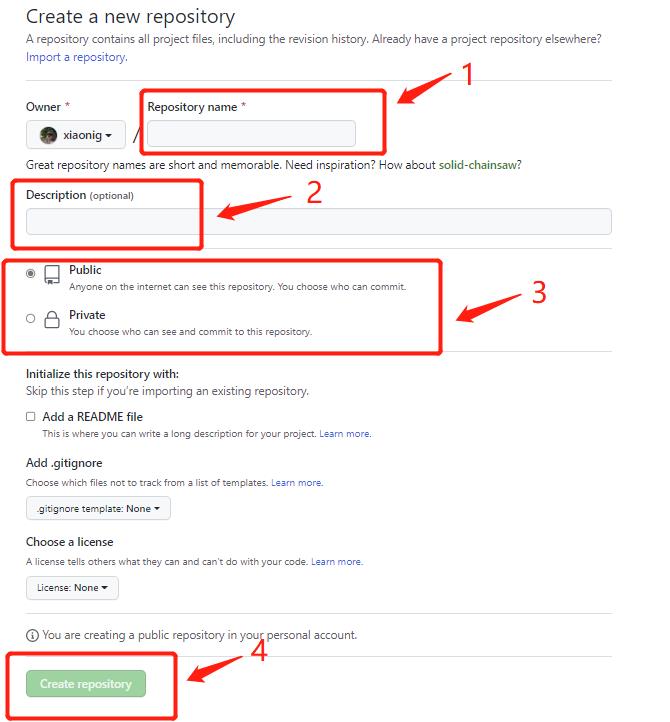 Create a new repository
A repository contains all project files, including the revision history. Already have a project repository elsewhere?
Import a repository.
1
Owner *
Repository name *
xiaonig
/
Great repository names are short and memorable. Need inspiration? How about solid-chainsaw?
2
Description (optional)
3
Public
Anyone on the internet can see this repository. You choose who can commit.
Private
You choose who can see and commit to this repository.
Initialize this repository with:
Skip this step if you're importing an existing repository.
Add a README file
This is where you can write a long description for your project. Learn more.
Add .gitignore
Choose which files not to track from a list of templates. Learn more.
.gitignore template: None
Choose a license
A license tells others what they can and can't do with your code. Learn more.
License: None
You are creating a public repository in your personal account.
4
Create repository